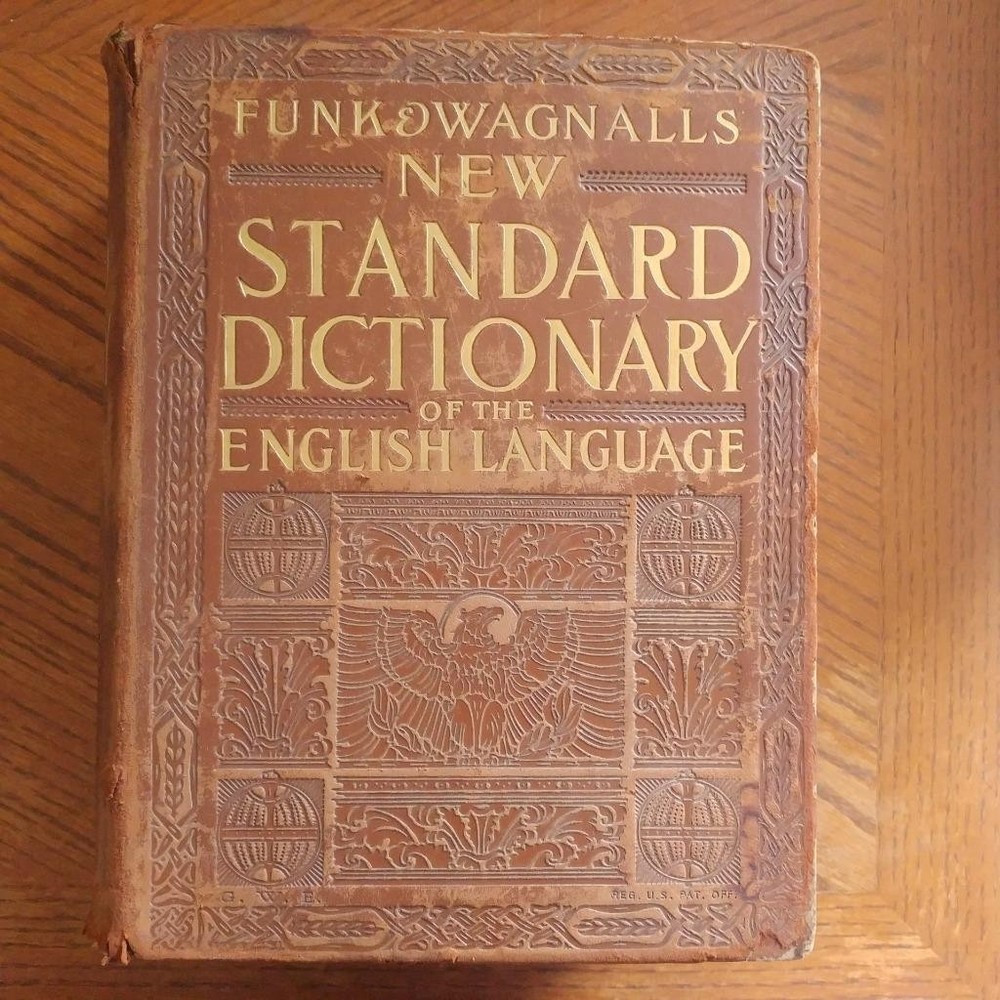 FUNK & WAGNALLS
NEW
STANDARD
DICTIONARY
OF THE
ENGLISH LANGUAGE
G. W. E.
REG. U.S. PAT. OFF.